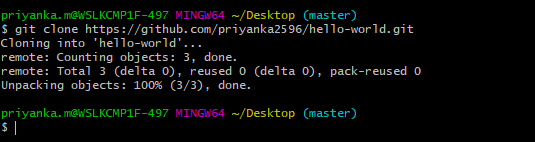 priyanka.m@WSLKCMP1F-497 MINGW64 ~/Desktop (master)
$ git clone https://github.com/priyanka2596/hello-world.git
Cloning into 'hello-world'...
remote: Counting objects: 3, done.
remote: Total 3 (delta 0), reused 0 (delta 0), pack-reused 0
Unpacking objects: 100% (3/3), done.
priyanka.m@WSLKCMP1F-497 MINGW64 ~/Desktop (master)
$